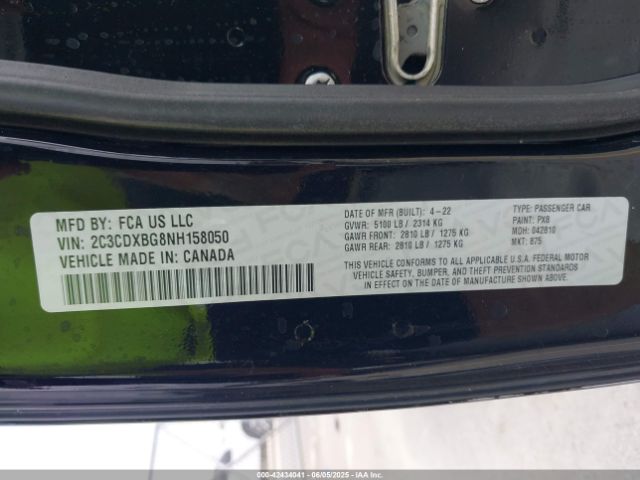 MFD BY: FCA US LLC
VIN: 2C3CDXBG8NH158050
VEHICLE MADE IN: CANADA
DATE OF MFR (BUILT): 4-22
GVWR: 5100 LB / 2314 KG
GAWR FRONT: 2810 LB / 1275 KG
GAWR REAR: 2810 LB / 1275 KG
TYPE: PASSENGER CAR
PAINT: PX8
MDH: 042810
MKT: 875
THIS VEHICLE CONFORMS TO ALL APPLICABLE U.S.A. FEDERAL MOTOR
VEHICLE SAFETY, BUMPER, AND THEFT PREVENTION STANDARDS
IN EFFECT ON THE DATE OF MANUFACTURE SHOWN ABOVE.
000-42434041 - 06/05/2025 - COPARTS